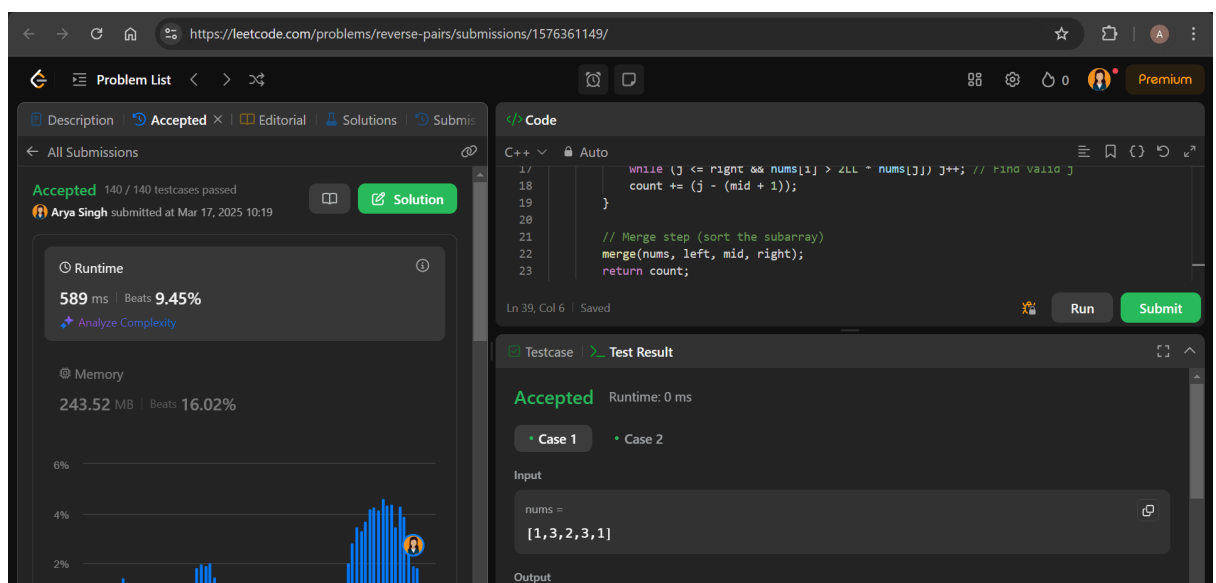 https://leetcode.com/problems/reverse-pairs/submissions/1576361149/
A
Problem List
0
Premium
Description
Accepted
Editorial
Solutions
Submis
All Submissions
Accepted 140 / 140 testcases passed
Arya Singh submitted at Mar 17, 2025 10:19
Solution
Runtime
589 ms | Beats 9.45%
Analyze Complexity
Memory
243.52 MB | Beats 16.02%
6%
4%
2%
</> Code
C++
Auto
17 while (j <= right && nums[i] > 2LL * nums[j]) j++; // Find valid j
18 count += (j - (mid + 1));
19 }
20
21 // Merge step (sort the subarray)
22 merge(nums, left, mid, right);
23 return count;
Ln 39, Col 6 | Saved
Run
Submit
Testcase
>_ Test Result
Accepted Runtime: 0 ms
• Case 1
• Case 2
Input
nums =
[1,3,2,3,1]
Output